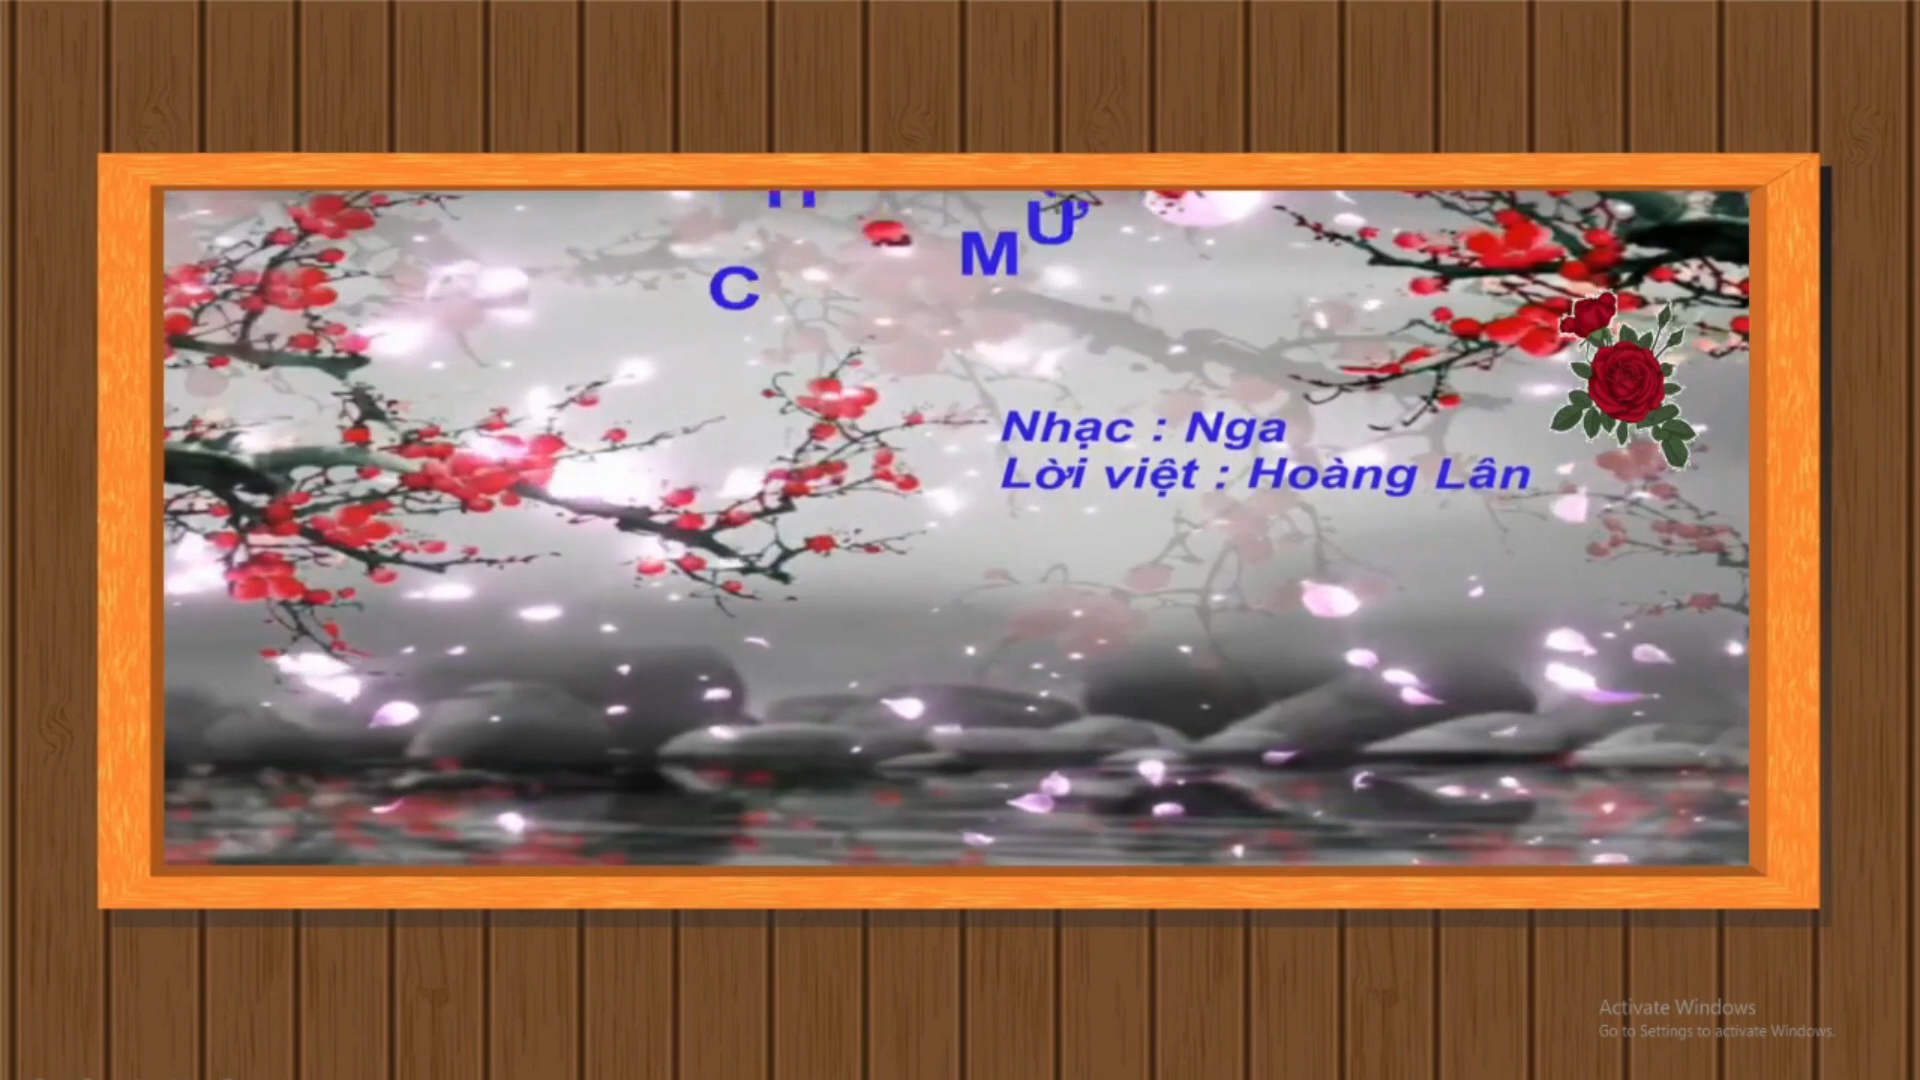 C M Ừ
Nhạc : Nga
Lời việt : Hoàng Lân
Activate Windows
Go to Settings to activate Windows.